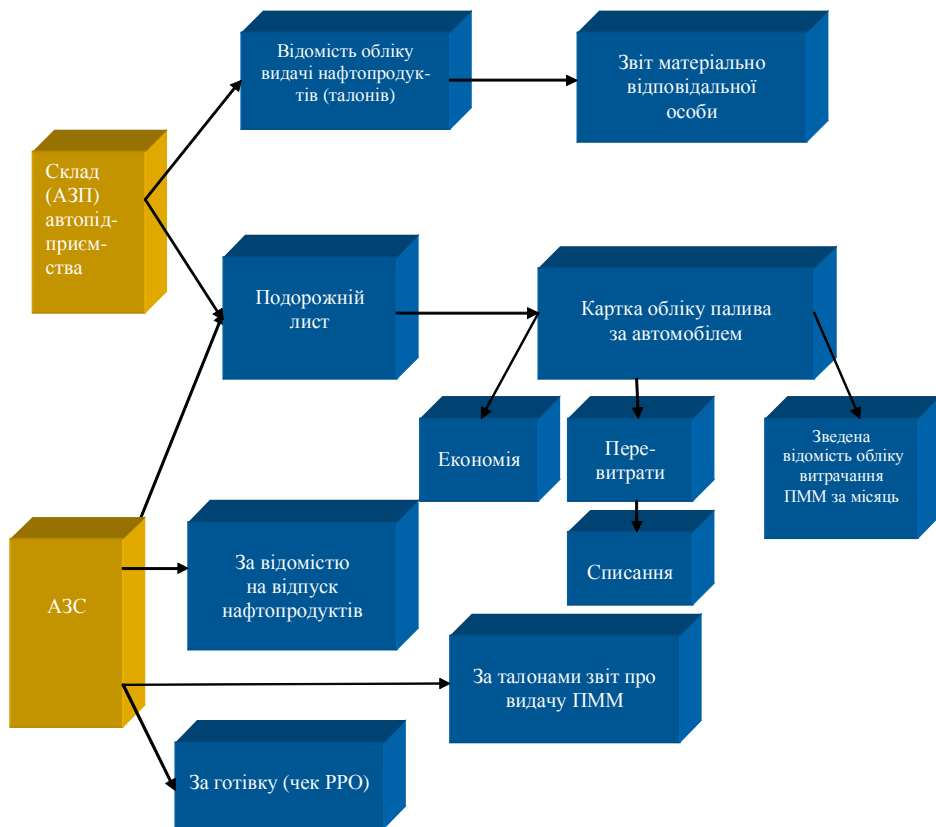 Відомість обліку
видачі нафтопродук-
тів (талонів)
Звіт матеріально
відповідальної
особи
Склад
(АЗП)
автопід-
приєм-
ства
Подорожній
лист
Картка обліку палива
за автомобілем
Економія
Пере-
витрати
Зведена
відомість обліку
витрачання
ПММ за місяць
Списання
АЗС
За відомістю
на відпуск
нафтопродуктів
За талонами звіт про
видачу ПММ
За готівку (чек РРО)